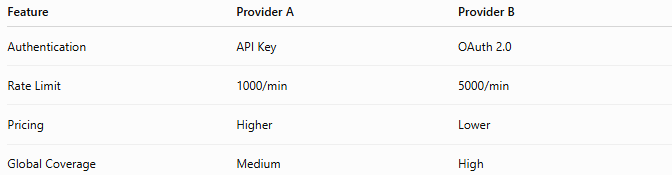 Feature Provider A Provider B
Authentication API Key OAuth 2.0
Rate Limit 1000/min 5000/min
Pricing Higher Lower
Global Coverage Medium High